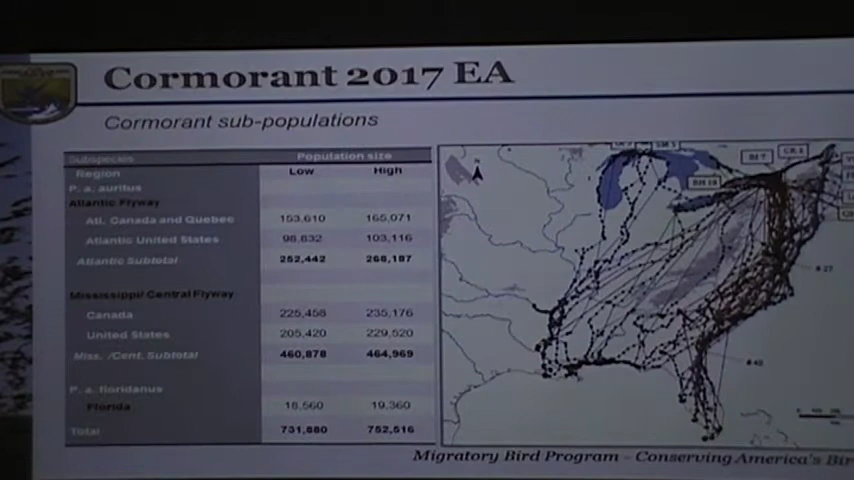 Cormorant 2017 EA
Cormorant sub-populations
Subspecies Population size
Region Low High
P. a. auritus
Atlantic Flyway
Atl. Canada and Quebec 153,610 165,071
Atlantic United States 98,832 103,116
Atlantic Subtotal 252,442 268,187
Mississippi/Central Flyway
Canada 225,458 235,176
United States 205,420 229,520
Miss. /Cent. Subtotal 460,878 464,969
P. a. floridanus
Florida 18,560 19,360
Total 731,880 752,516
N
Migratory Bird Program - Conserving America's Bir